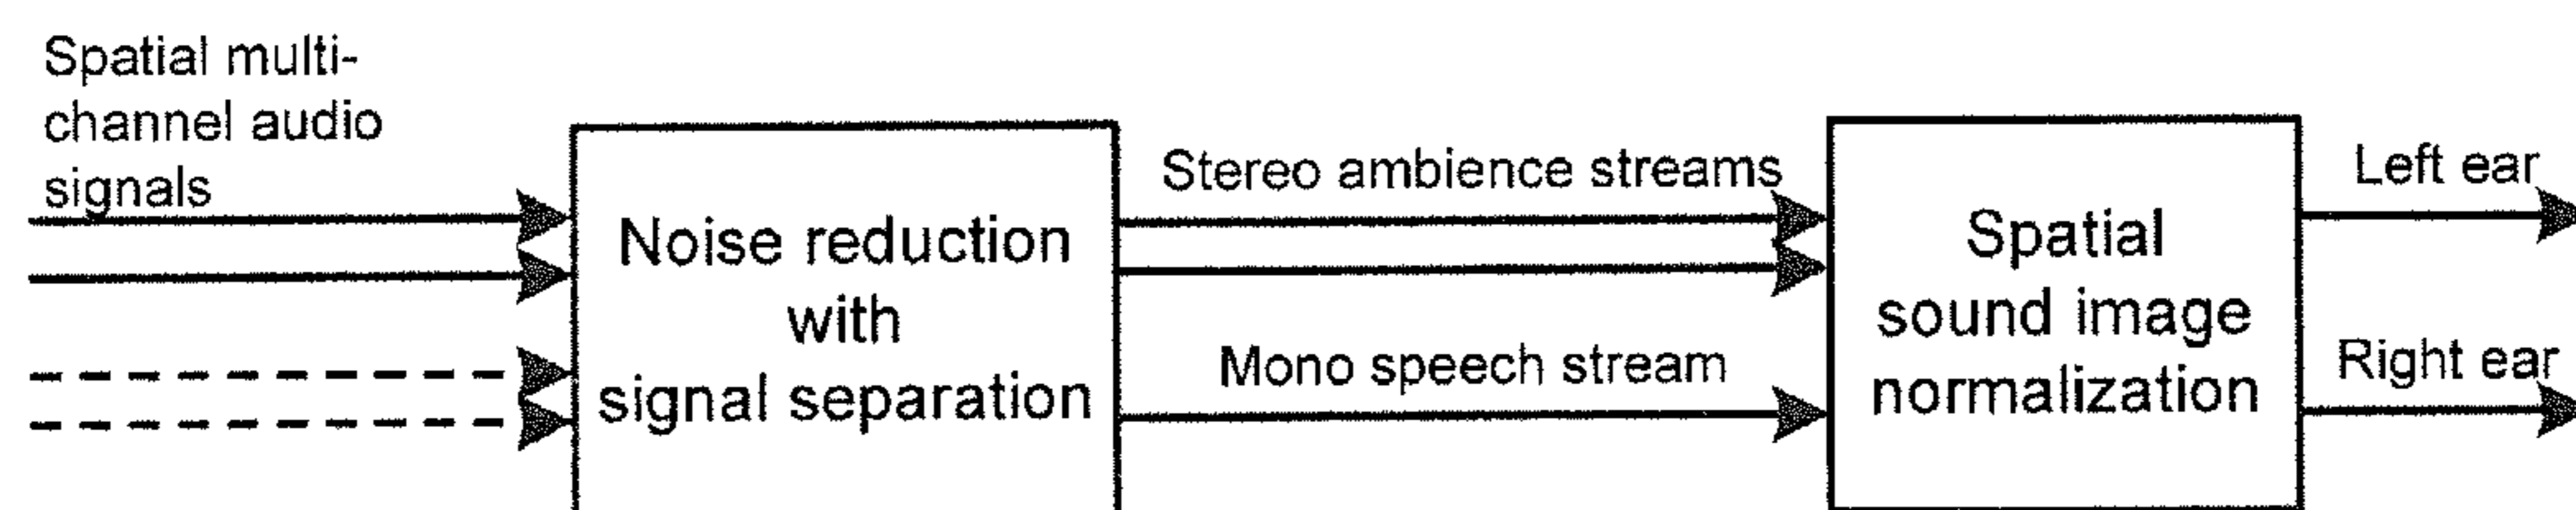 Spatial multi-
channel audio
signals
Noise reduction
with
signal separation
Stereo ambience streams
Mono speech stream
Spatial
sound image
normalization
Left ear
Right ear